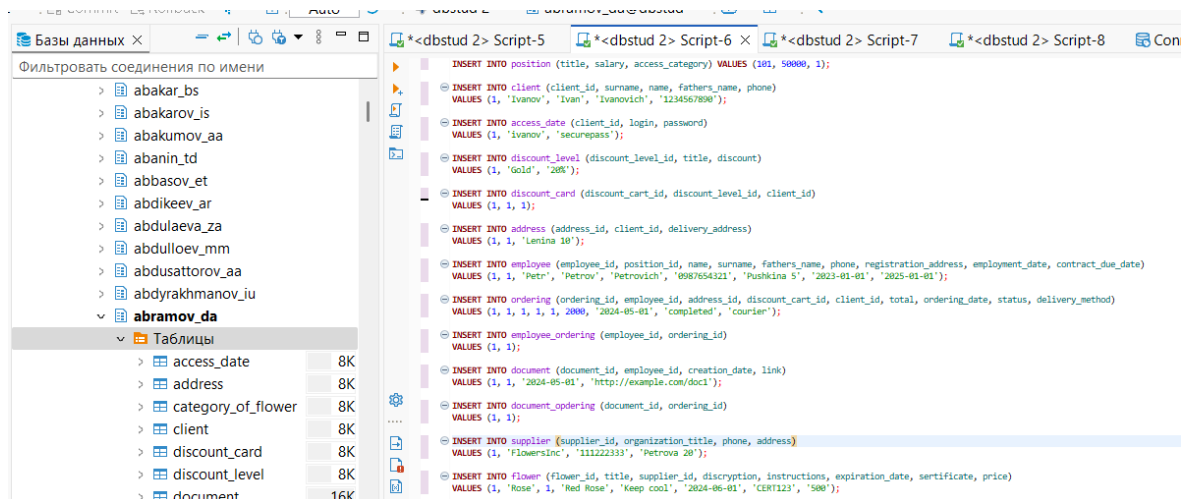 Auto
abramov_da@dbstud
Базы данных
*<dbstud 2> Script-5
*<dbstud 2> Script-6
*<dbstud 2> Script-7
*<dbstud 2> Script-8
Фильтровать соединения по имени
abakar_bs
abakarov_is
abakumov_aa
abanin_td
abbasov_et
abdikeev_ar
abdulaeva_za
abdulloev_mm
abdusattorov_aa
abdyrakhmanov_iu
abramov_da
Таблицы
access_date 8K
address 8K
category_of_flower 8K
client 8K
discount_card 8K
discount_level 8K
document 16K
INSERT INTO position (title, salary, access_category) VALUES (101, 50000, 1);
INSERT INTO client (client_id, surname, name, fathers_name, phone)
VALUES (1, 'Ivanov', 'Ivan', 'Ivanovich', '1234567890');
INSERT INTO access_date (client_id, login, password)
VALUES (1, 'ivanov', 'securepass');
INSERT INTO discount_level (discount_level_id, title, discount)
VALUES (1, 'Gold', '20%');
INSERT INTO discount_card (discount_cart_id, discount_level_id, client_id)
VALUES (1, 1, 1);
INSERT INTO address (address_id, client_id, delivery_address)
VALUES (1, 1, 'Lenina 10');
INSERT INTO employee (employee_id, position_id, name, surname, fathers_name, phone, registration_address, employment_date, contract_due_date)
VALUES (1, 1, 'Petr', 'Petrov', 'Petrovich', '0987654321', 'Pushkina 5', '2023-01-01', '2025-01-01');
INSERT INTO ordering (ordering_id, employee_id, address_id, discount_cart_id, client_id, total, ordering_date, status, delivery_method)
VALUES (1, 1, 1, 1, 1, 2000, '2024-05-01', 'completed', 'courier');
INSERT INTO employee_ordering (employee_id, ordering_id)
VALUES (1, 1);
INSERT INTO document (document_id, employee_id, creation_date, link)
VALUES (1, 1, '2024-05-01', 'http://example.com/doc1');
INSERT INTO document_opdering (document_id, ordering_id)
VALUES (1, 1);
INSERT INTO supplier (supplier_id, organization_title, phone, address)
VALUES (1, 'FlowersInc', '111222333', 'Petrova 20');
INSERT INTO flower (flower_id, title, supplier_id, discryption, instructions, expiration_date, sertificate, price)
VALUES (1, 'Rose', 1, 'Red Rose', 'Keep cool', '2024-06-01', 'CERT123', '500');